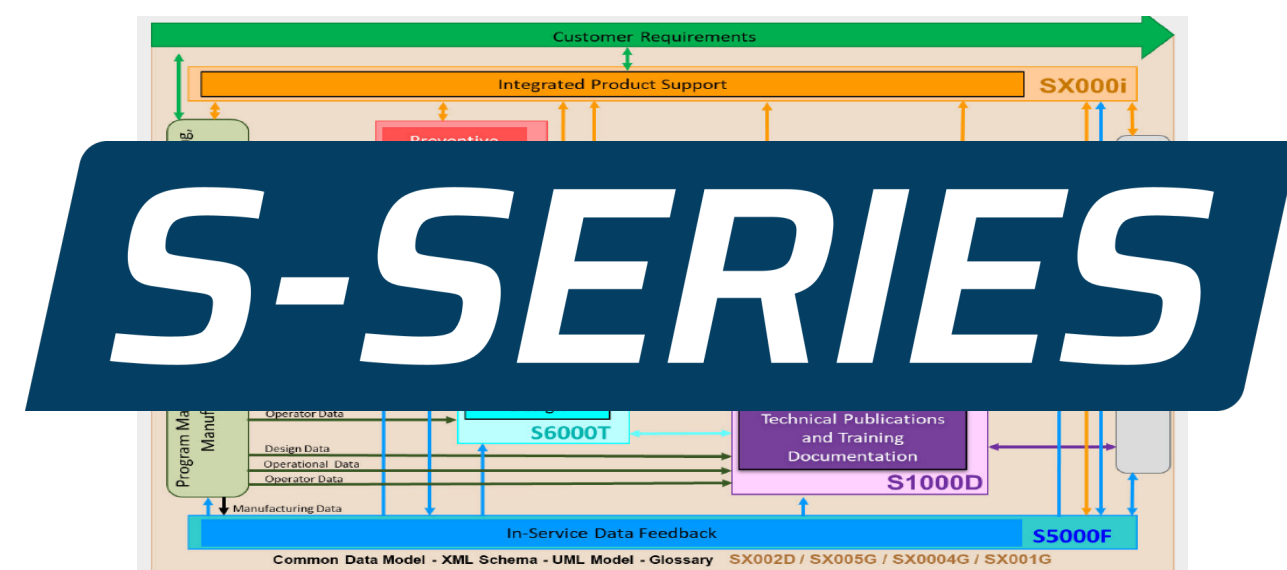 Customer Requirements
Integrated Product Support
SX000i
Preventive
S-SERIES
Operator Data
S6000T
Technical Publications
and Training
Documentation
S1000D
Design Data
Operational Data
Operator Data
Manufacturing Data
In-Service Data Feedback
S5000F
Common Data Model - XML Schema - UML Model - Glossary SX002D / SX005G / SX0004G / SX001G
Program